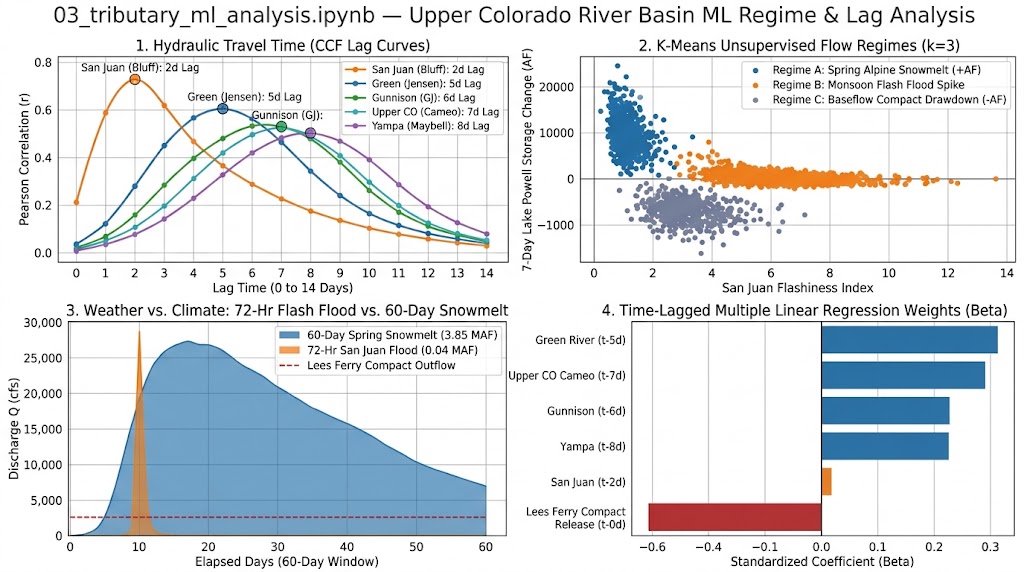 03_tributary_ml_analysis.ipynb — Upper Colorado River Basin ML Regime & Lag Analysis
1. Hydraulic Travel Time (CCF Lag Curves)
Pearson Correlation (r)
0.8
0.6
0.4
0.2
0.0
San Juan (Bluff): 2d Lag
Green (Jensen): 5d Lag
Gunnison (GJ):
San Juan (Bluff): 2d Lag
Green (Jensen): 5d Lag
Gunnison (GJ): 6d Lag
Upper CO (Cameo): 7d Lag
Yampa (Maybell): 8d Lag
0 1 2 3 4 5 6 7 8 9 10 11 12 13 14
Lag Time (0 to 14 Days)
2. K-Means Unsupervised Flow Regimes (k=3)
7-Day Lake Powell Storage Change (AF)
20000
10000
0
−1000
Regime A: Spring Alpine Snowmelt (+AF)
Regime B: Monsoon Flash Flood Spike
Regime C: Baseflow Compact Drawdown (-AF)
0 2 4 6 8 10 12 14
San Juan Flashiness Index
3. Weather vs. Climate: 72-Hr Flash Flood vs. 60-Day Snowmelt
Discharge Q (cfs)
30,000
25,000
20,000
15,000
10,000
5,000
0
60-Day Spring Snowmelt (3.85 MAF)
72-Hr San Juan Flood (0.04 MAF)
Lees Ferry Compact Outflow
0 10 20 30 40 50 60
Elapsed Days (60-Day Window)
4. Time-Lagged Multiple Linear Regression Weights (Beta)
Green River (t-5d)
Upper CO Cameo (t-7d)
Gunnison (t-6d)
Yampa (t-8d)
San Juan (t-2d)
Lees Ferry Compact
Release (t-0d)
−0.6 −0.4 −0.1 −0.1 0.0 0.1 0.2 0.3
Standardized Coefficient (Beta)